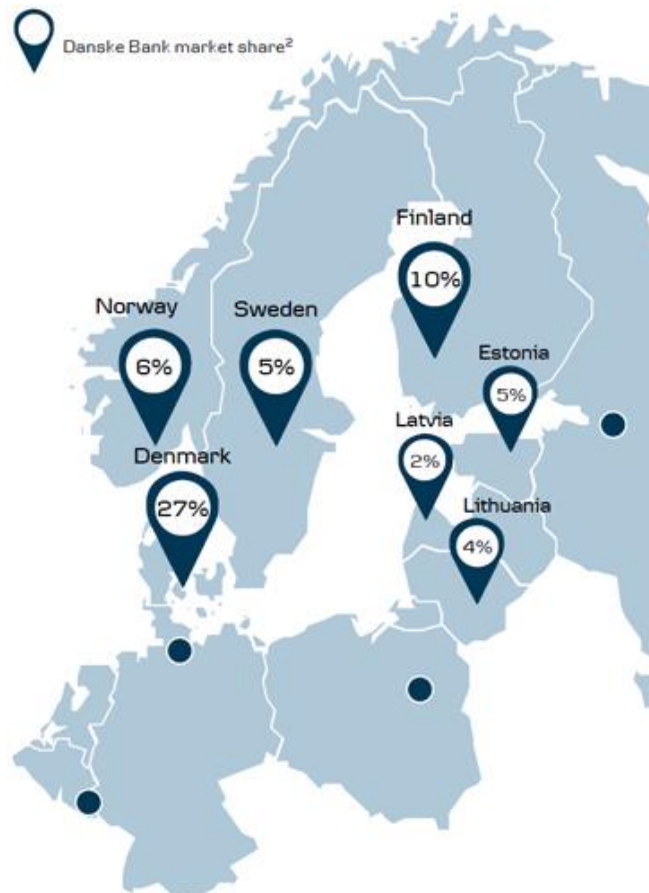 Danske Bank market share²
Finland
10%
Norway
6%
Sweden
5%
Estonia
5%
Latvia
2%
Denmark
27%
Lithuania
4%